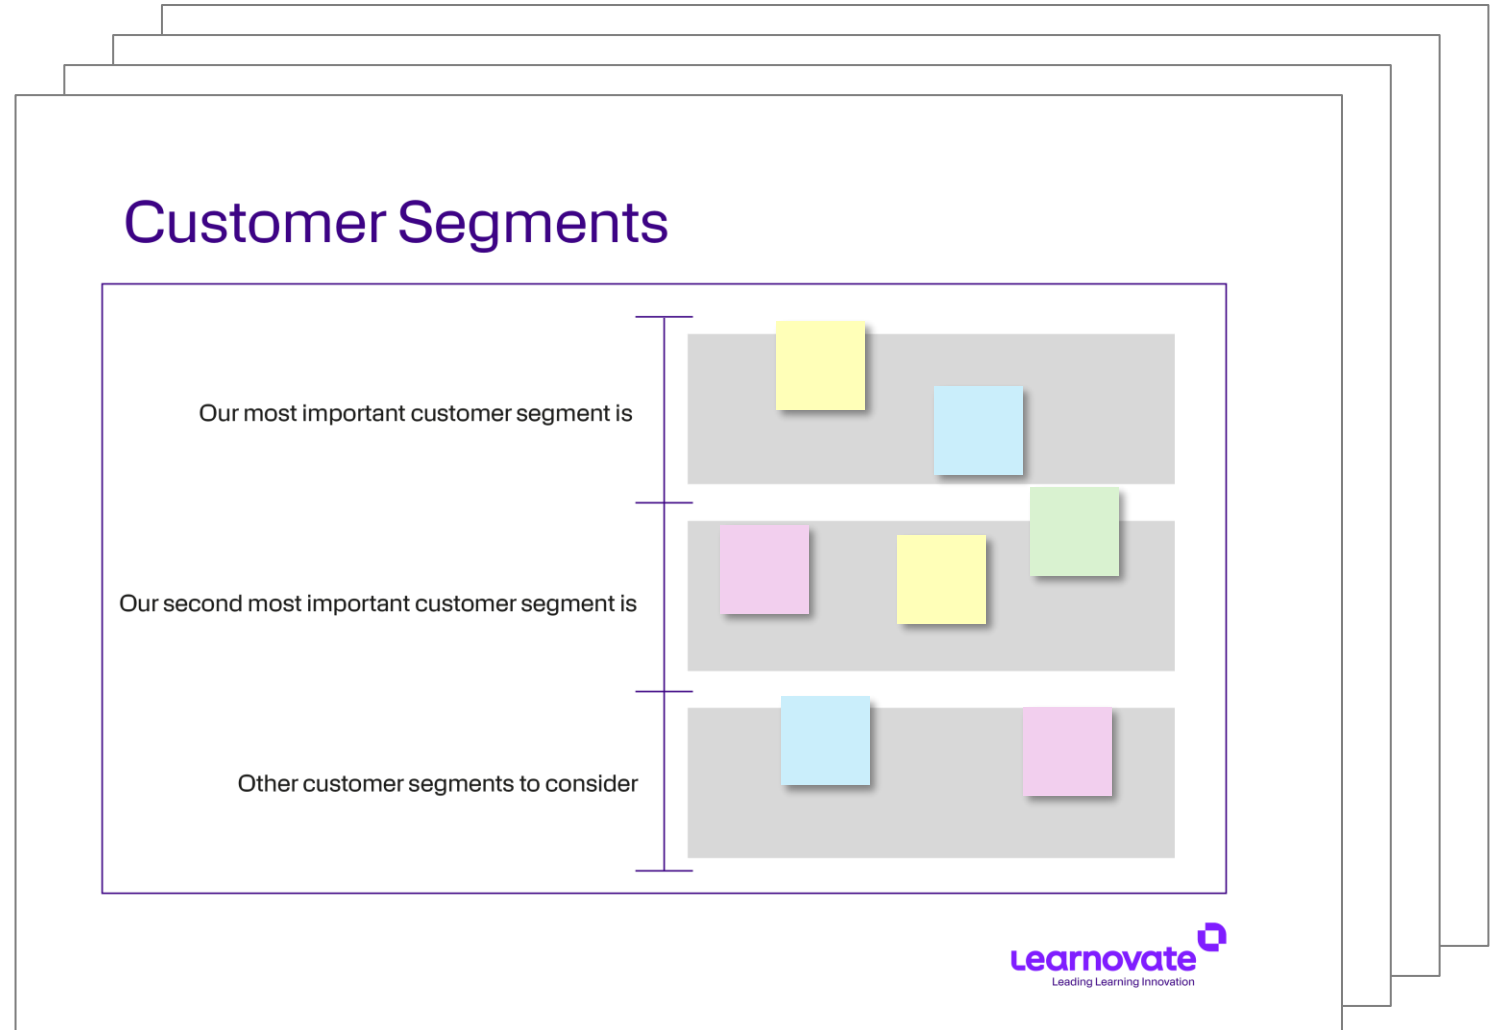 Customer Segments
Our most important customer segment is
Our second most important customer segment is
Other customer segments to consider
Learnovate
Leading Learning Innovation